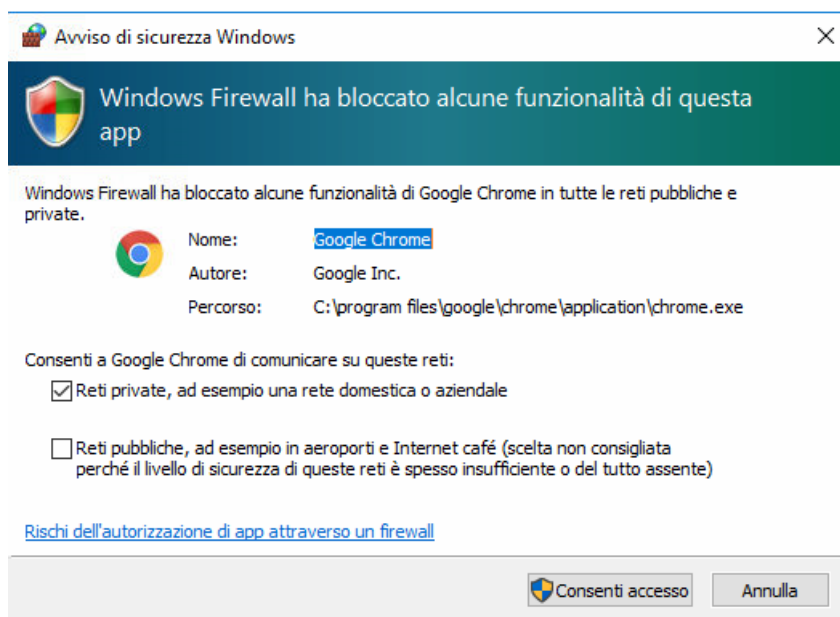 Avviso di sicurezza Windows
Windows Firewall ha bloccato alcune funzionalità di questa
app
Windows Firewall ha bloccato alcune funzionalità di Google Chrome in tutte le reti pubbliche e
private.
Nome: Google Chrome
Autore: Google Inc.
Percorso: C:\program files\google\chrome\application\chrome.exe
Consenti a Google Chrome di comunicare su queste reti:
Reti private, ad esempio una rete domestica o aziendale
Reti pubbliche, ad esempio in aeroporti e Internet café (scelta non consigliata
perché il livello di sicurezza di queste reti è spesso insufficiente o del tutto assente)
Rischi dell'autorizzazione di app attraverso un firewall
Consenti accesso Annulla